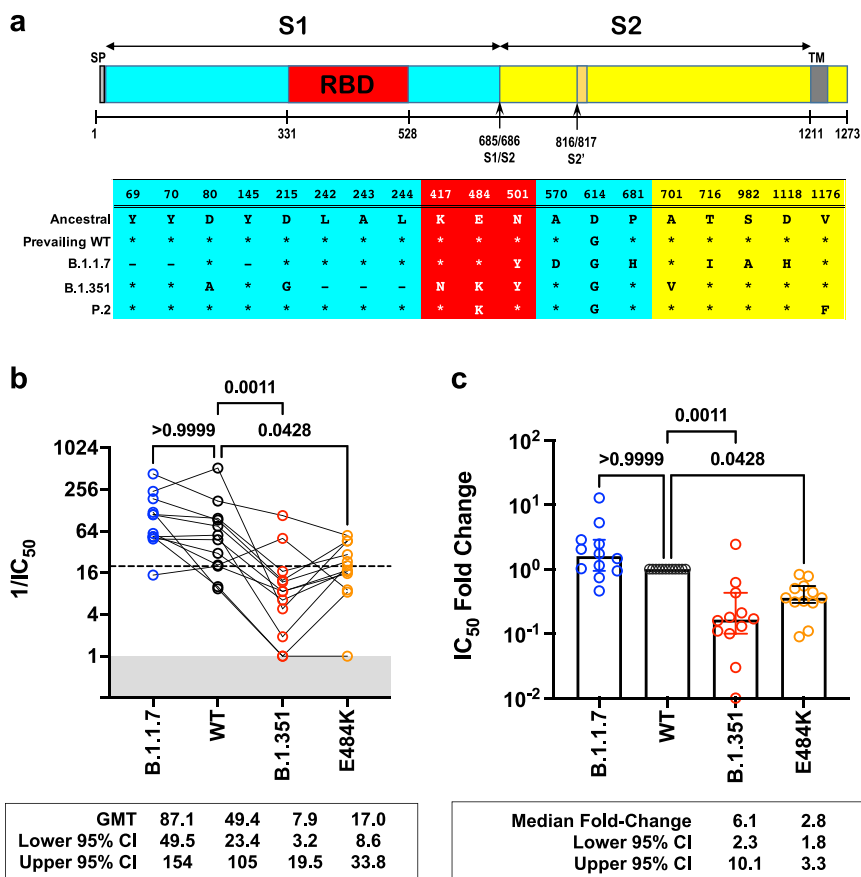 a
S1 S2
SP TM
RBD
1 331 528 685/686 816/817 1211 1273
S1/S2 S2'
69 70 80 145 215 242 243 244 417 484 501 570 614 681 701 716 982 1118 1176
Ancestral Y Y D Y D L A L K E N A D P A T S D V
Prevailing WT * * * * * * * * * * * * G * * * * * *
B.1.1.7 – – * – * * * * * * Y D G H * I A H *
B.1.351 * * A * G – – – N K Y * G * V * * * *
P.2 * * * * * * * * * K * * G * * * * * F
b
0.0011
>0.9999 0.0428
1024
256
64
16
4
1
1/IC50
B.1.1.7 WT B.1.351 E484K
GMT 87.1 49.4 7.9 17.0
Lower 95% CI 49.5 23.4 3.2 8.6
Upper 95% CI 154 105 19.5 33.8
c
0.0011
>0.9999 0.0428
10^2
10^1
10^0
10^-1
10^-2
IC50 Fold Change
B.1.1.7 WT B.1.351 E484K
Median Fold-Change 6.1 2.8
Lower 95% CI 2.3 1.8
Upper 95% CI 10.1 3.3